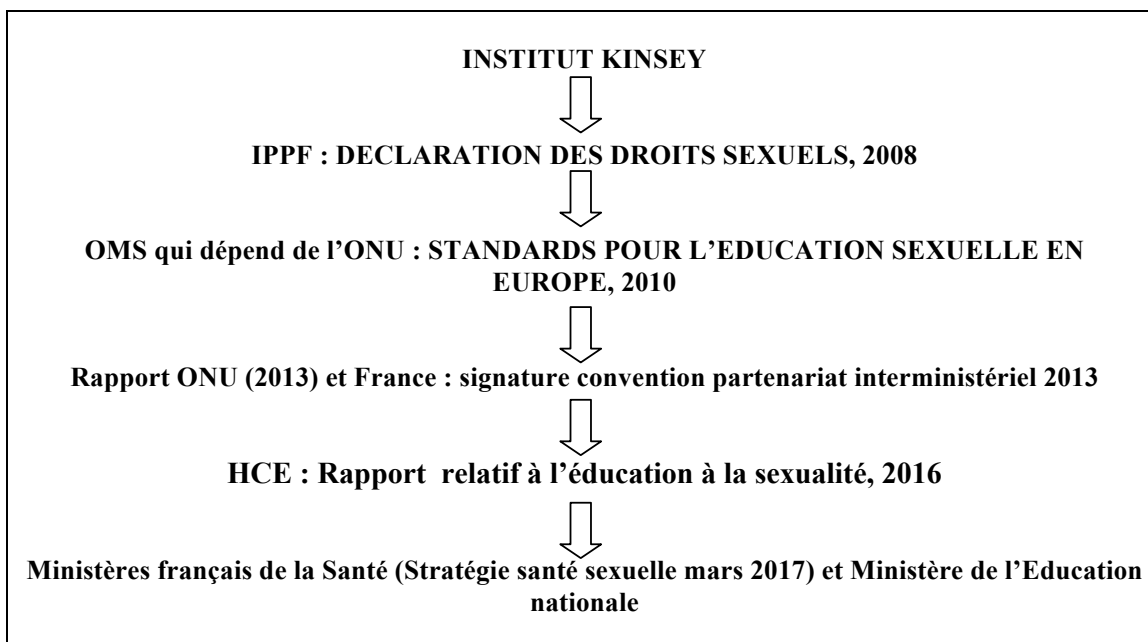 INSTITUT KINSEY
IPPF : DECLARATION DES DROITS SEXUELS, 2008
OMS qui dépend de l’ONU : STANDARDS POUR L’EDUCATION SEXUELLE EN
EUROPE, 2010
Rapport ONU (2013) et France : signature convention partenariat interministériel 2013
HCE : Rapport relatif à l’éducation à la sexualité, 2016
Ministères français de la Santé (Stratégie santé sexuelle mars 2017) et Ministère de l’Education
nationale